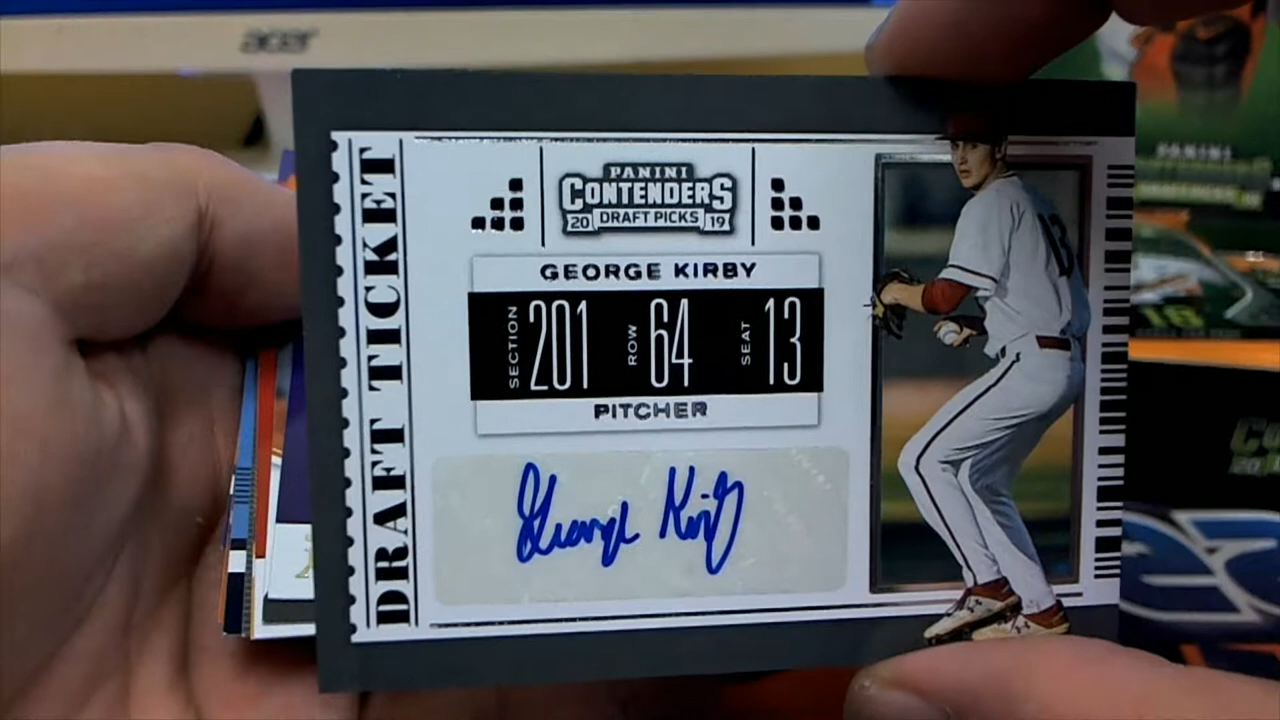 acer
DRAFT TICKET
PANINI
CONTENDERS
20 DRAFT PICKS 19
GEORGE KIRBY
SECTION 201 ROW 64 SEAT 13
PITCHER
George Kirby
13
PANINI
18